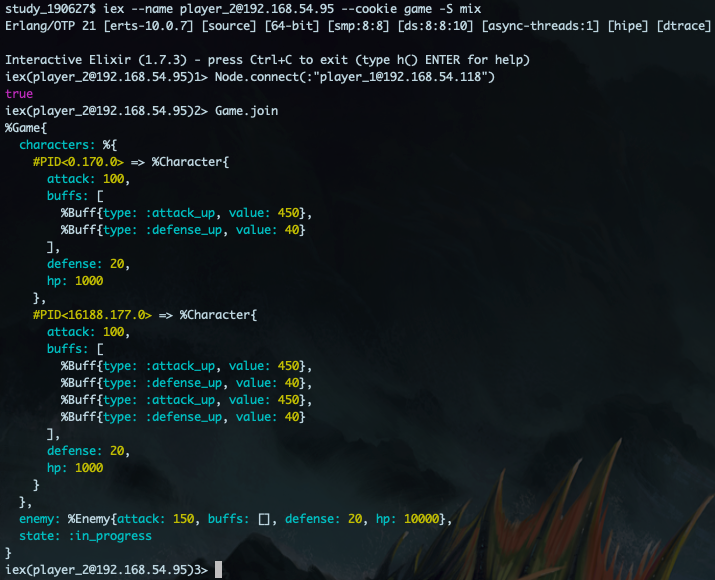 study_190627$ iex --name player_2@192.168.54.95 --cookie game -S mix
Erlang/OTP 21 [erts-10.0.7] [source] [64-bit] [smp:8:8] [ds:8:8:10] [async-threads:1] [hipe] [dtrace]
Interactive Elixir (1.7.3) - press Ctrl+C to exit (type h() ENTER for help)
iex(player_2@192.168.54.95)1> Node.connect(:"player_1@192.168.54.118")
true
iex(player_2@192.168.54.95)2> Game.join
%Game{
  characters: %{
    #PID<0.170.0> => %Character{
      attack: 100,
      buffs: [
        %Buff{type: :attack_up, value: 450},
        %Buff{type: :defense_up, value: 40}
      ],
      defense: 20,
      hp: 1000
    },
    #PID<16188.177.0> => %Character{
      attack: 100,
      buffs: [
        %Buff{type: :attack_up, value: 450},
        %Buff{type: :defense_up, value: 40},
        %Buff{type: :attack_up, value: 450},
        %Buff{type: :defense_up, value: 40}
      ],
      defense: 20,
      hp: 1000
    }
  },
  enemy: %Enemy{attack: 150, buffs: [], defense: 20, hp: 10000},
  state: :in_progress
}
iex(player_2@192.168.54.95)3>